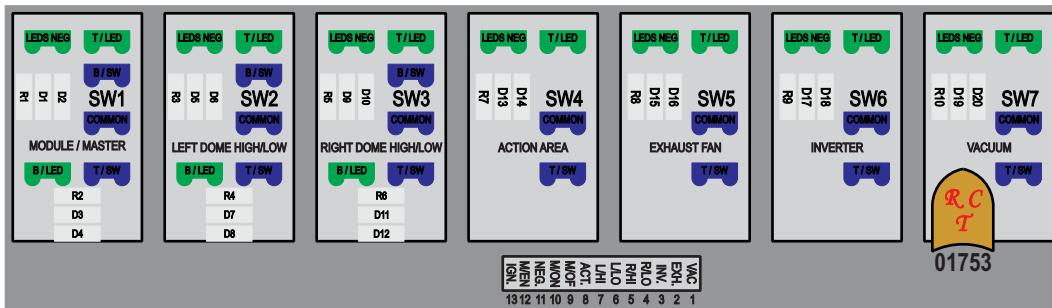 LEDS NEG T / LED
B / SW
R1 D1 D2 SW1
COMMON
MODULE / MASTER
B / LED T / SW
R2
D3
D4
LEDS NEG T / LED
B / SW
R3 D5 D6 SW2
COMMON
LEFT DOME HIGH/LOW
B / LED T / SW
R4
D7
D8
LEDS NEG T / LED
B / SW
R5 D9 D10 SW3
COMMON
RIGHT DOME HIGH/LOW
B / LED T / SW
R6
D11
D12
LEDS NEG T / LED
R7 D13 D14 SW4
COMMON
ACTION AREA
T / SW
LEDS NEG T / LED
R8 D15 D16 SW5
COMMON
EXHAUST FAN
T / SW
LEDS NEG T / LED
R9 D17 D18 SW6
COMMON
INVERTER
T / SW
LEDS NEG T / LED
R10 D19 D20 SW7
COMMON
VACUUM
T / SW
R C
T
01753
IGN. M/EN NEG. M/ON M/OF ACT. L/HI L/LO R/HI R/LO INV. EXH. VAC
13 12 11 10 9 8 7 6 5 4 3 2 1